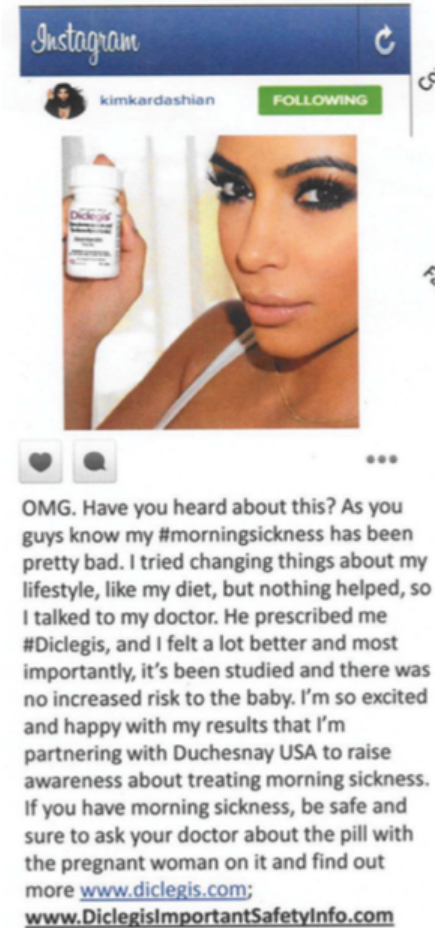 Instagram
kimkardashian
FOLLOWING
Diclegis
OMG. Have you heard about this? As you
guys know my #morningsickness has been
pretty bad. I tried changing things about my
lifestyle, like my diet, but nothing helped, so
I talked to my doctor. He prescribed me
#Diclegis, and I felt a lot better and most
importantly, it's been studied and there was
no increased risk to the baby. I'm so excited
and happy with my results that I'm
partnering with Duchesnay USA to raise
awareness about treating morning sickness.
If you have morning sickness, be safe and
sure to ask your doctor about the pill with
the pregnant woman on it and find out
more www.diclegis.com;
www.DiclegisImportantSafetyInfo.com